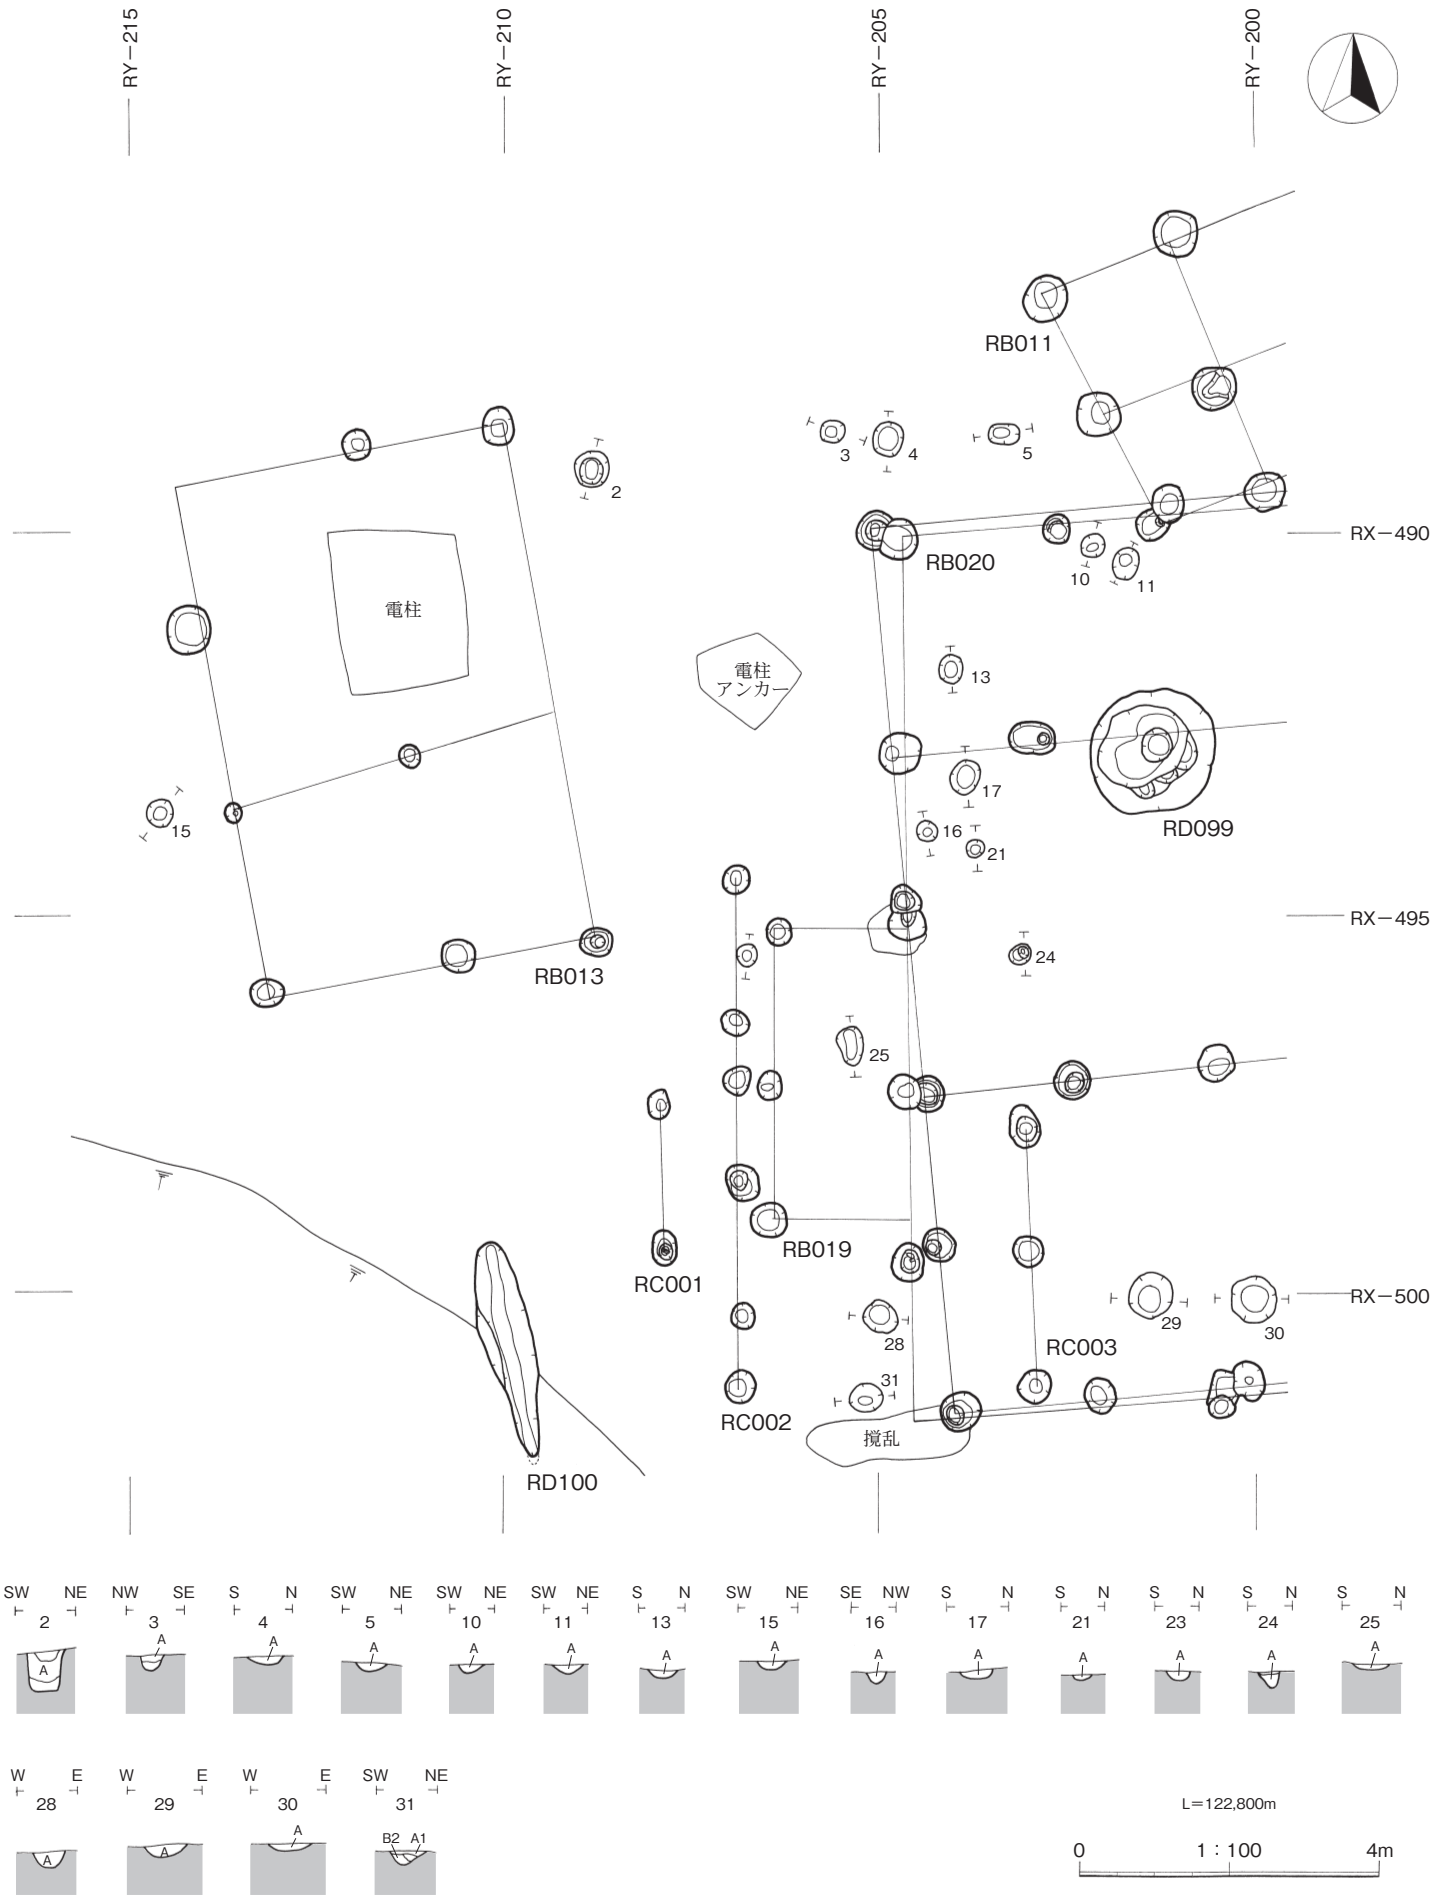 RY－215
RY－210
RY－205
RY－200
RB011
3
4
5
2
RX－490
RB020
10
11
電柱
電柱
アンカー
13
17
15
16
21
RD099
RX－495
24
RB013
25
RB019
RC001
RX－500
29
30
28
RC003
31
RC002
撹乱
RD100
SW NE NW SE S N SW NE SW NE SW NE S N SW NE SE NW S N S N S N S N S N
2 3 4 5 10 11 13 15 16 17 21 23 24 25
A A A A A A A A A A A A A A
W E W E W E SW NE
28 29 30 31
A A A B2 A1
L＝122,800m
0 1：100 4m